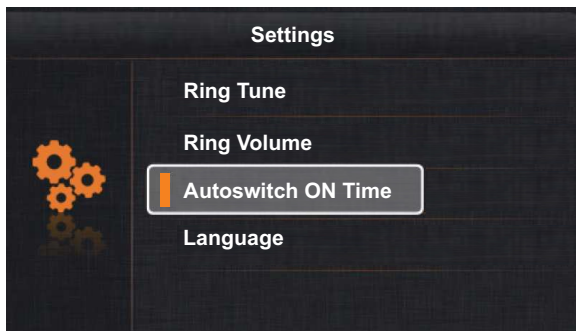 Settings
Ring Tune
Ring Volume
Autoswitch ON Time
Language